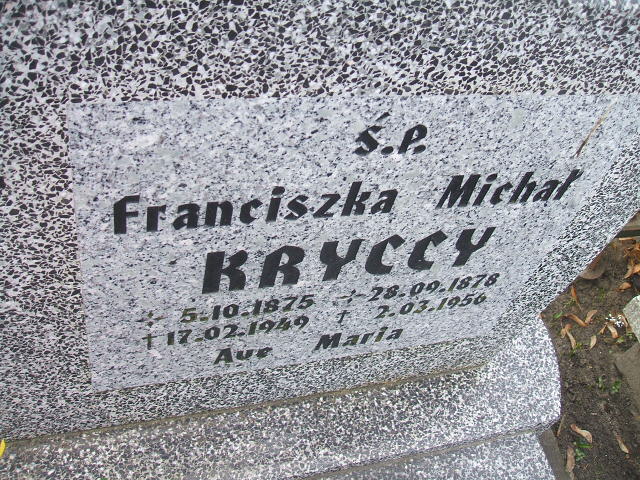 Ś.P.
Franciszka Michał
KRYCCY
5.10.1875 28.09.1878
†17.02.1949 † 2.03.1956
Ave Maria